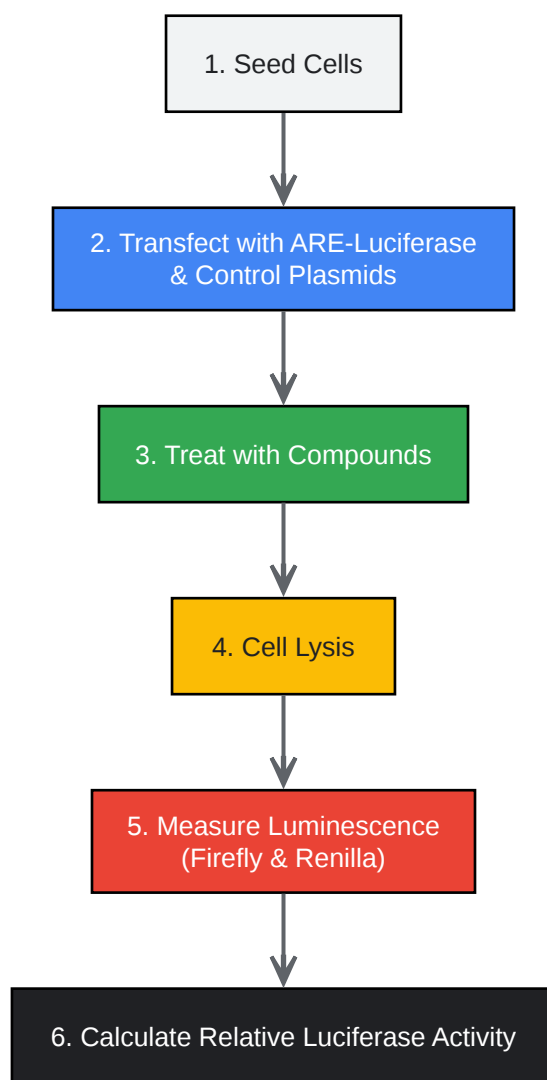 1. Seed Cells
2. Transfect with ARE-Luciferase
& Control Plasmids
3. Treat with Compounds
4. Cell Lysis
5. Measure Luminescence
(Firefly & Renilla)
6. Calculate Relative Luciferase Activity